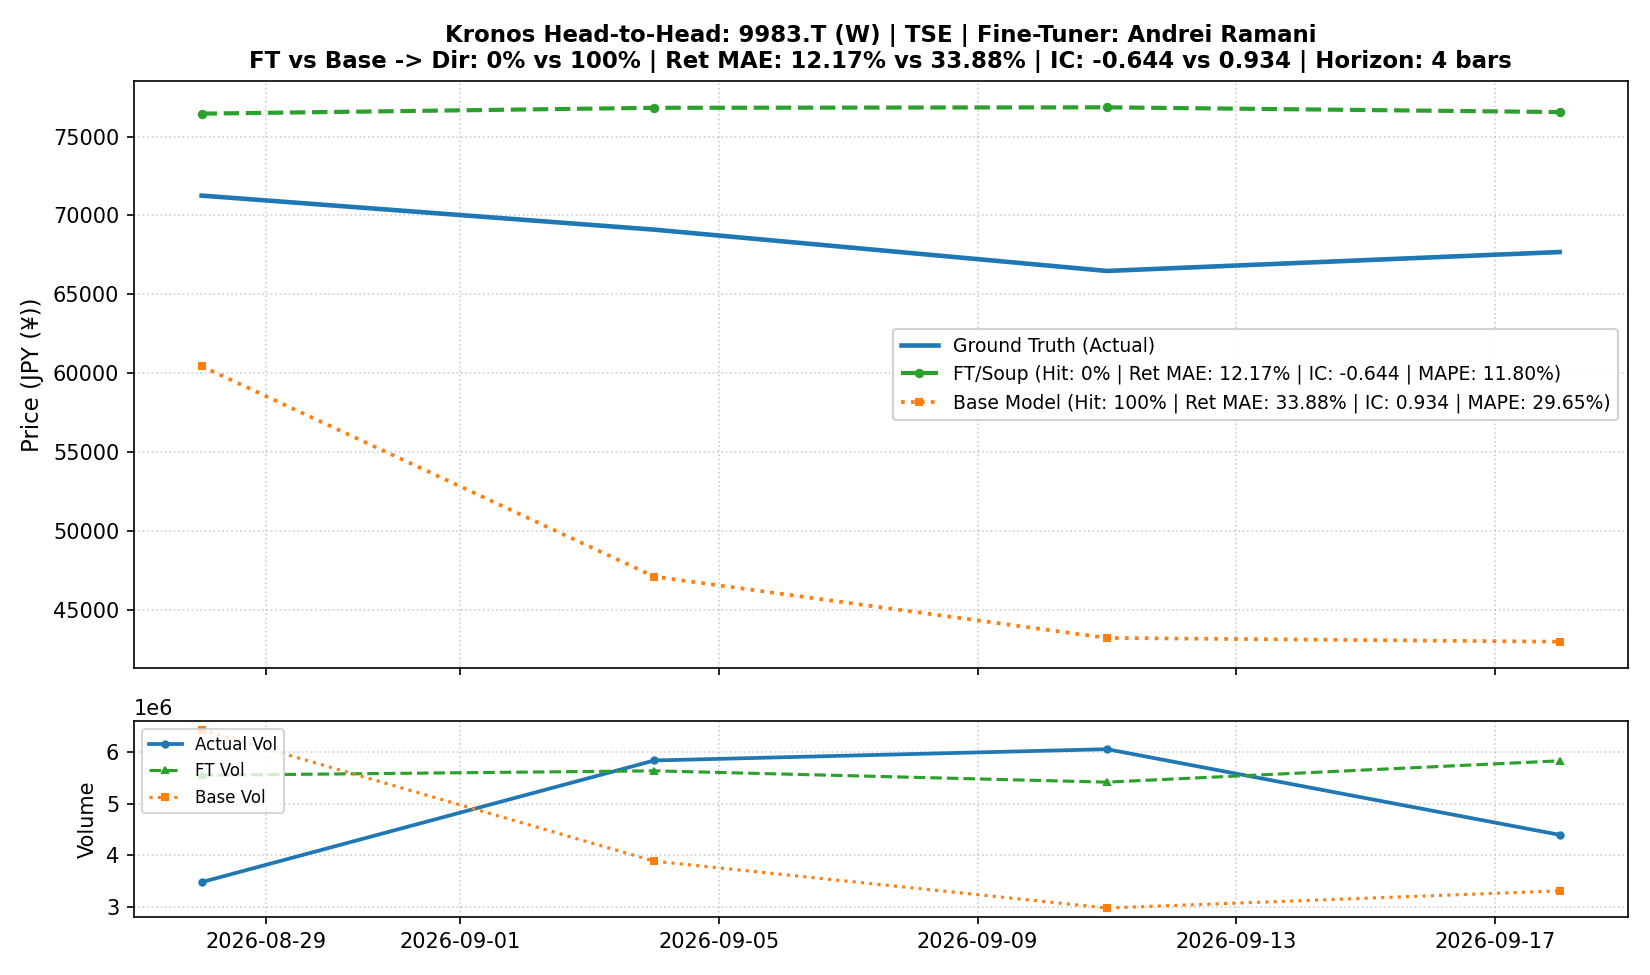 Kronos Head-to-Head: 9983.T (W) | TSE | Fine-Tuner: Andrei Ramani
FT vs Base -> Dir: 0% vs 100% | Ret MAE: 12.17% vs 33.88% | IC: -0.644 vs 0.934 | Horizon: 4 bars
Price (JPY (¥))
75000
70000
65000
60000
55000
50000
45000
Ground Truth (Actual)
FT/Soup (Hit: 0% | Ret MAE: 12.17% | IC: -0.644 | MAPE: 11.80%)
Base Model (Hit: 100% | Ret MAE: 33.88% | IC: 0.934 | MAPE: 29.65%)
1e6
Volume
6
5
4
3
Actual Vol
FT Vol
Base Vol
2026-08-29 2026-09-01 2026-09-05 2026-09-09 2026-09-13 2026-09-17